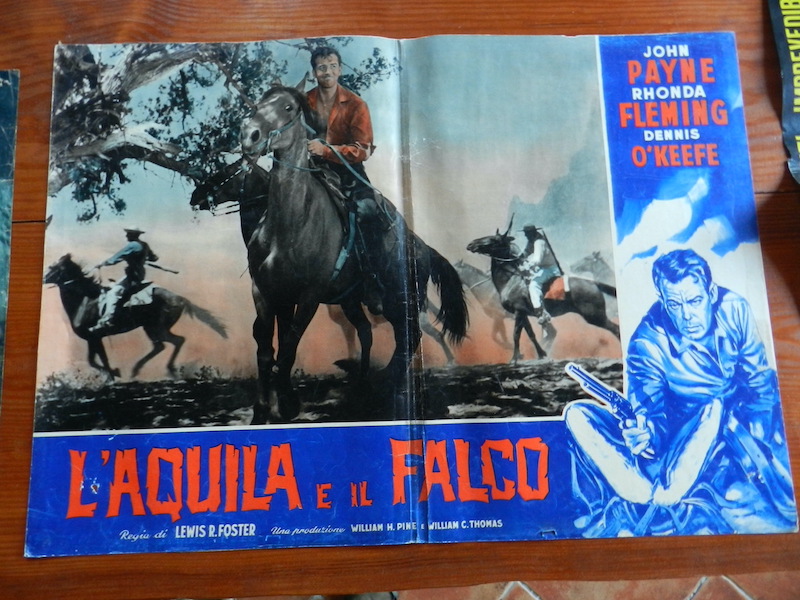 JOHN
PAYNE
RHONDA
FLEMING
DENNIS
O'KEEFE
L'AQUILA E IL FALCO
Regia di LEWIS R. FOSTER Una produzione WILLIAM H. PINE e WILLIAM C. THOMAS